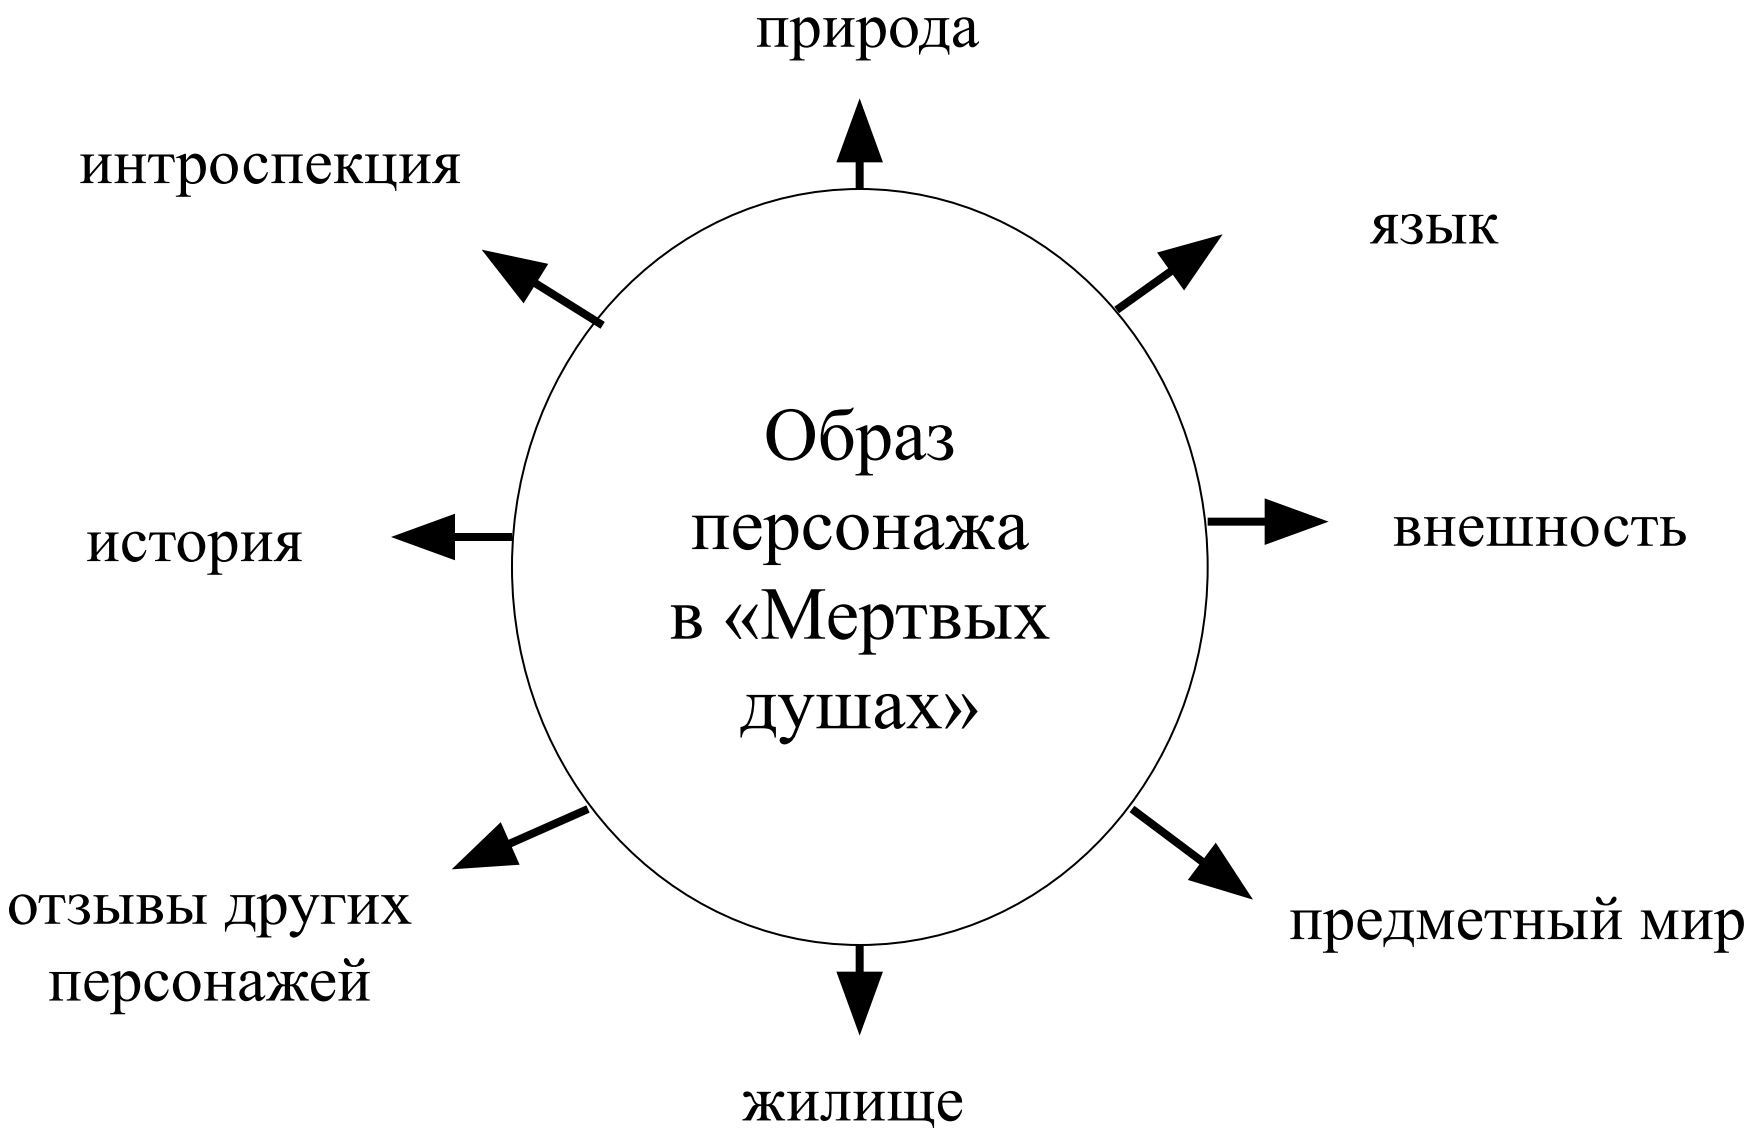 природа
интроспекция
язык
Образ
персонажа
в «Мертвых
душах»
история
внешность
отзывы других
персонажей
предметный мир
жилище